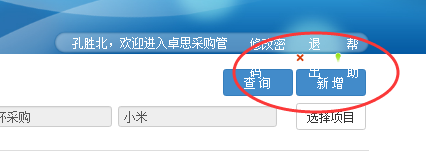 孔胜北，欢迎进入卓思采购管 修改密 退 帮
码 出 助
查 询 新 增
环采购 小米 选择项目